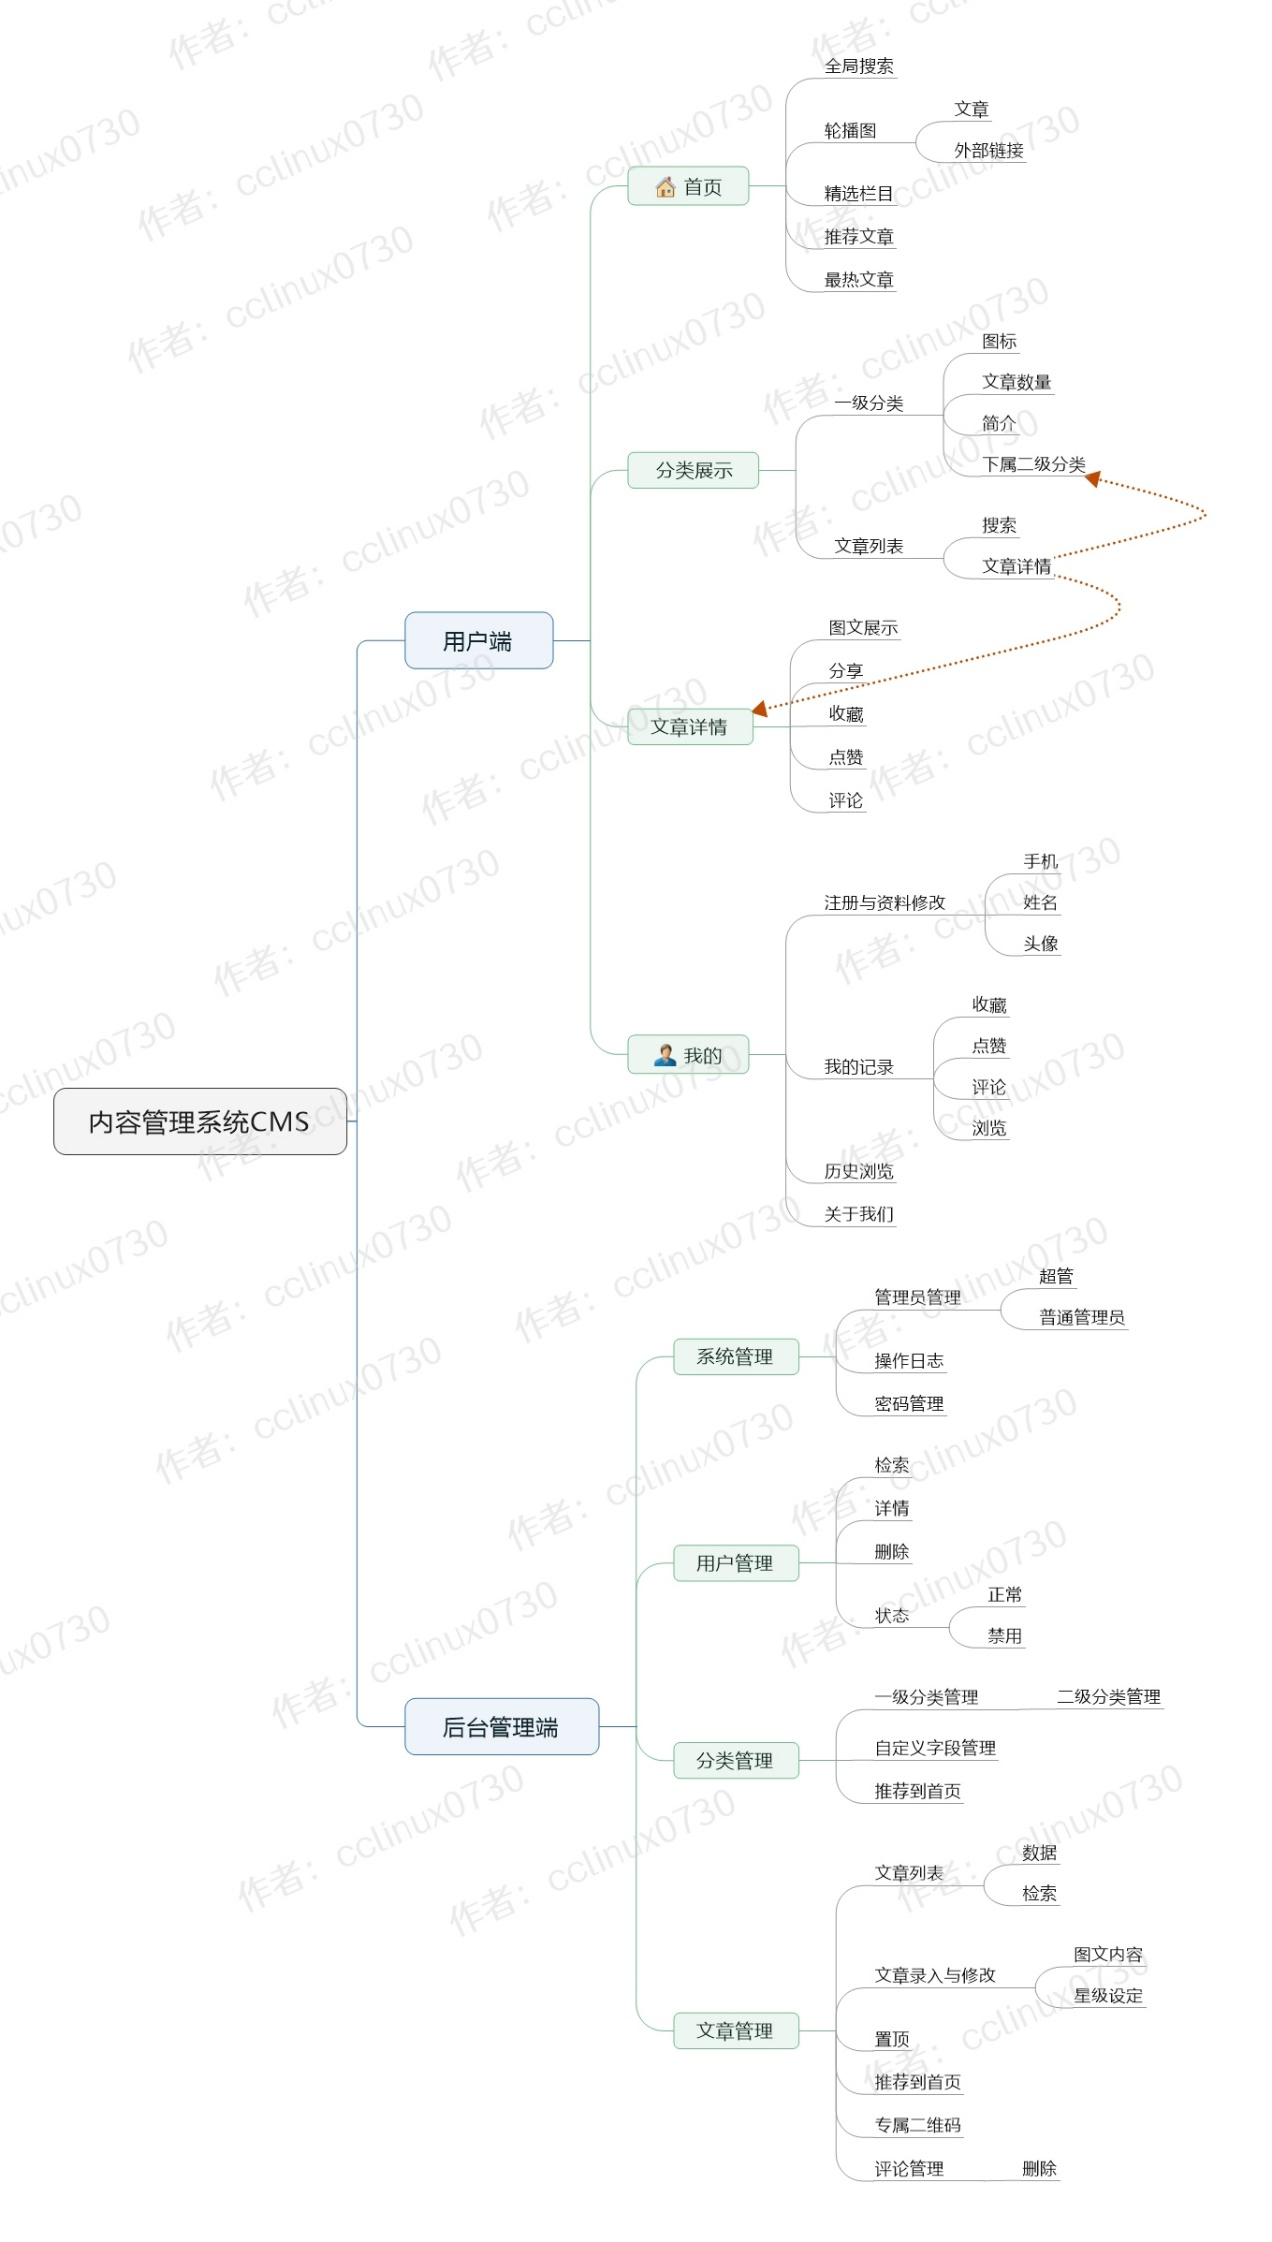 内容管理系统CMS
用户端
首页
全局搜索
轮播图
文章
外部链接
精选栏目
推荐文章
最热文章
分类展示
一级分类
图标
文章数量
简介
下属二级分类
文章列表
搜索
文章详情
文章详情
图文展示
分享
收藏
点赞
评论
我的
注册与资料修改
手机
姓名
头像
我的记录
收藏
点赞
评论
浏览
历史浏览
关于我们
后台管理端
系统管理
管理员管理
超管
普通管理员
操作日志
密码管理
用户管理
检索
详情
删除
状态
正常
禁用
分类管理
一级分类管理
二级分类管理
自定义字段管理
推荐到首页
文章管理
文章列表
数据
检索
文章录入与修改
图文内容
星级设定
置顶
推荐到首页
专属二维码
评论管理
删除
作者：cclinux0730